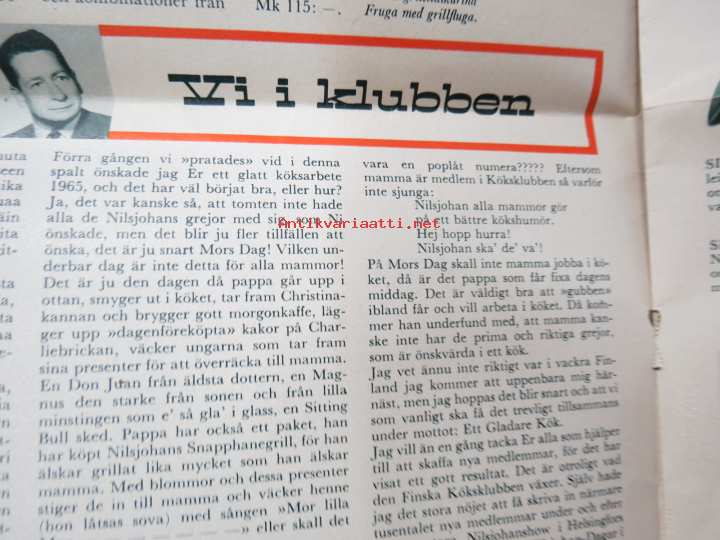 och kombinationer från
Mk 115: —.
Fruga med grillfluga.
Vi i klubben
Förra gången vi »pratades» vid i denna
spalt önskade jag Er ett glatt köksarbete
1965, och det har väl börjat bra, eller hur?
Ja, det var kanske så, att tomten inte hade
alla de Nilsjohans grejor med sig, som Ni
önskade, men det blir ju fler tillfällen att
önska, det är ju snart Mors Dag! Vilken un-
derbar dag är inte detta för alla mammor!
Det är ju den dagen då pappa går upp i
ottan, smyger ut i köket, tar fram Christina-
kannan och brygger gott morgonkaffe, läg-
ger upp »dagenföreköpta» kakor på Char-
liebrickan, väcker ungarna som tar fram
sina presenter för att överräcka till mamma.
En Don Juan från äldsta dottern, en Mag-
nus den starke från sonen och från lilla
minstingen som e' så gla' i glass, en Sitting
Bull sked. Pappa har också ett paket, han
har köpt Nilsjohans Snapphanegrill, för han
älskar grillat lika mycket som han älskar
mamma. Med blommor och dessa presenter
stiger de in till mamma och väcker henne
(hon låtsas sova) med sången »Mor lilla
» eller skall det
vara en poplåt numera????? Eftersom
mamma är medlem i Köksklubben så varför
inte sjunga:
Nilsjohan alla mammor gör
på ett bättre kökshumör.
Hej hopp hurra!
Nilsjohan ska' de' va'!
På Mors Dag skall inte mamma jobba i kö-
ket, då är det pappa som får fixa dagens
middag. Det är väldigt bra att »gubben»
ibland får och vill arbeta i köket. Då kom-
mer han underfund med, att mamma kan-
ske inte har de prima och riktiga grejor,
som är önskvärda i ett kök.
Jag vet ännu inte riktigt var i vackra Fin-
land jag kommer att uppenbara mig här-
näst, men jag hoppas det blir snart och att vi
som vanligt ska få det trevligt tillsammans
under mottot: Ett Gladare Kök.
Jag vill än en gång tacka Er alla som hjälper
till att skaffa nya medlemmar, för det har
visat ett gott resultat. Det är otroligt vad
den Finska Köksklubben växer. Själv hade
jag det stora nöjet att få skriva in närmare
tusentalet nya medlemmar under och efter
Nilsjohanshow i Helsingfors
Antikvariaatti.net